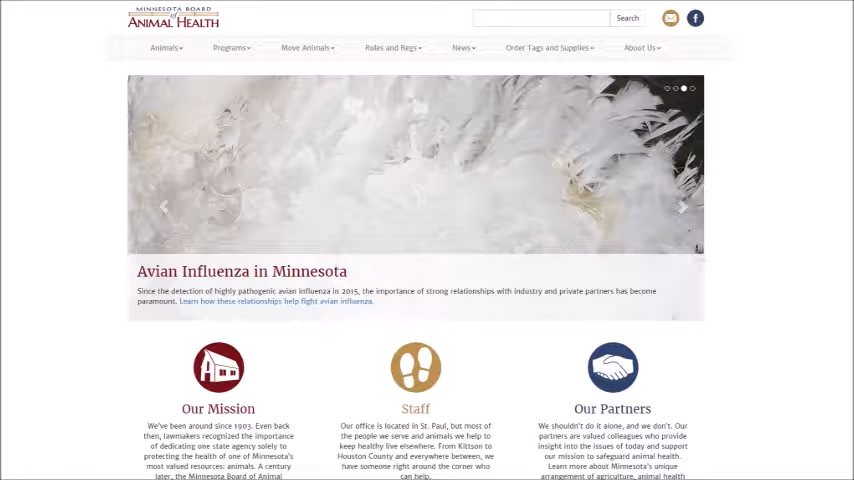 MINNESOTA BOARD
of
ANIMAL HEALTH
Search
Animals
Programs
Move Animals
Rules and Regs
News
Order Tags and Supplies
About Us
Avian Influenza in Minnesota
Since the detection of highly pathogenic avian influenza in 2015, the importance of strong relationships with industry and private partners has become
paramount. Learn how these relationships help fight avian influenza.
Our Mission
We've been around since 1903. Even back
then, lawmakers recognized the importance
of dedicating one state agency solely to
protecting the health of one of Minnesota's
most valued resources: animals. A century
later, the Minnesota Board of Animal
Staff
Our office is located in St. Paul, but most of
the people we serve and animals we help to
keep healthy live elsewhere. From Kittson to
Houston County and everywhere between, we
have someone right around the corner who
can help.
Our Partners
We shouldn't do it alone, and we don't. Our
partners are valued colleagues who provide
insight into the issues of today and support
our mission to safeguard animal health.
Learn more about Minnesota's unique
arrangement of agriculture, animal health